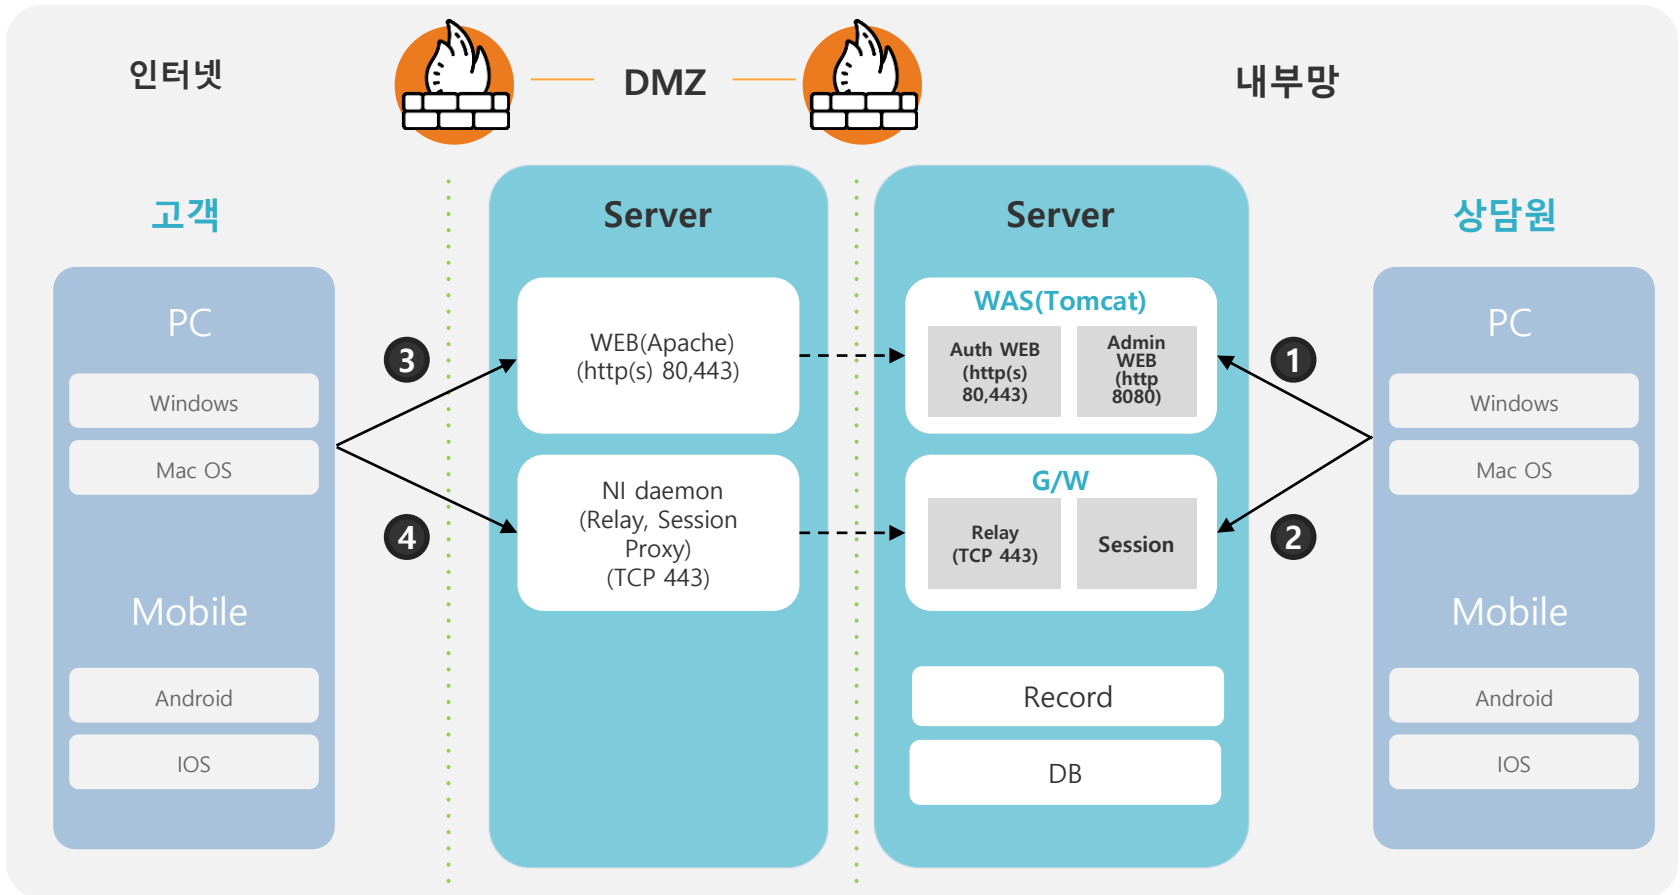 인터넷
DMZ
내부망
고객
Server
Server
상담원
PC
Windows
Mac OS
Mobile
Android
IOS
3
4
WEB(Apache)
(http(s) 80,443)
NI daemon
(Relay, Session
Proxy)
(TCP 443)
WAS(Tomcat)
Auth WEB
(http(s)
80,443)
Admin
WEB
(http
8080)
G/W
Relay
(TCP 443)
Session
Record
DB
1
2
PC
Windows
Mac OS
Mobile
Android
IOS